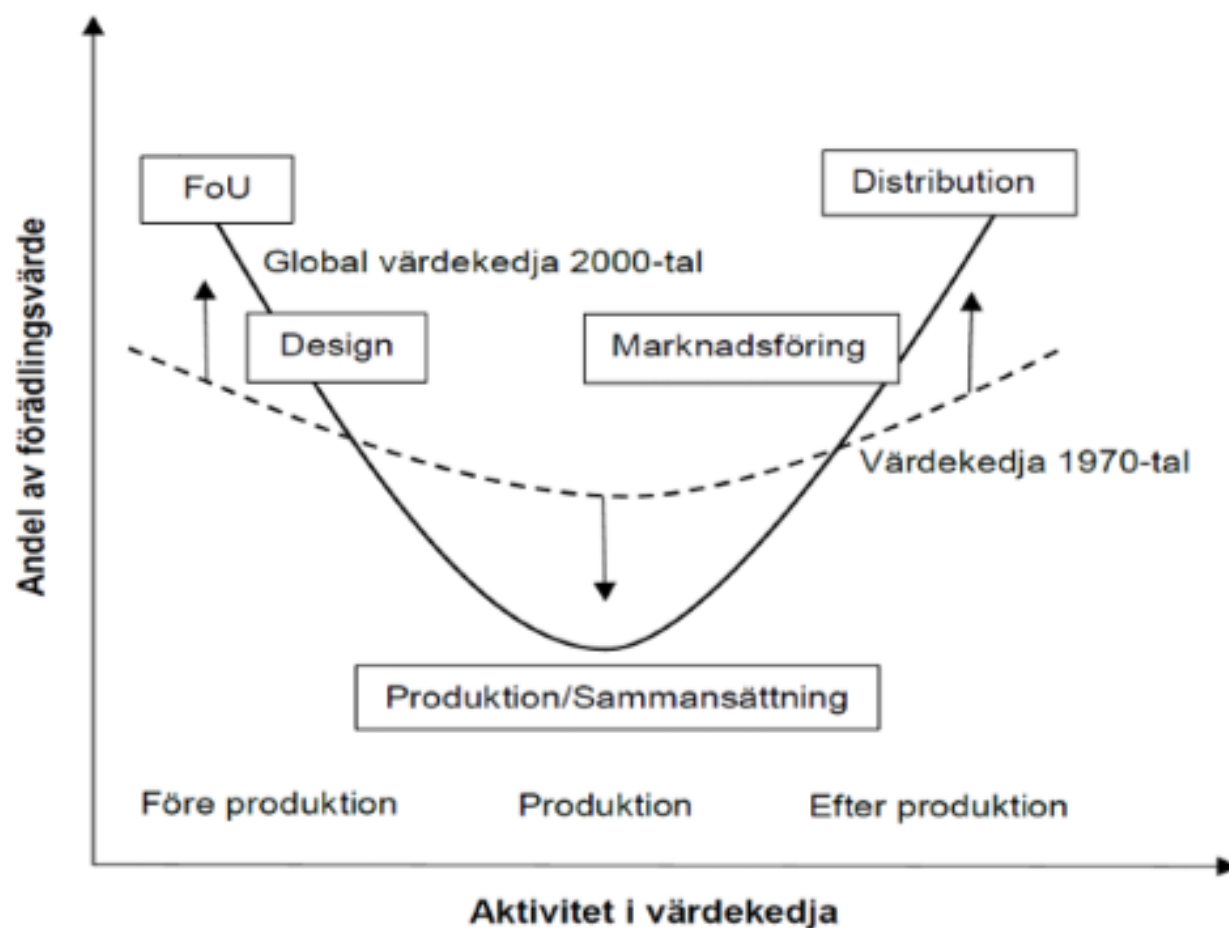 FoU
Distribution
Global värdekedja 2000-tal
Design
Marknadsföring
Värdekedja 1970-tal
Andel av förädlingsvärde
Produktion/Sammansättning
Före produktion
Produktion
Efter produktion
Aktivitet i värdekedja